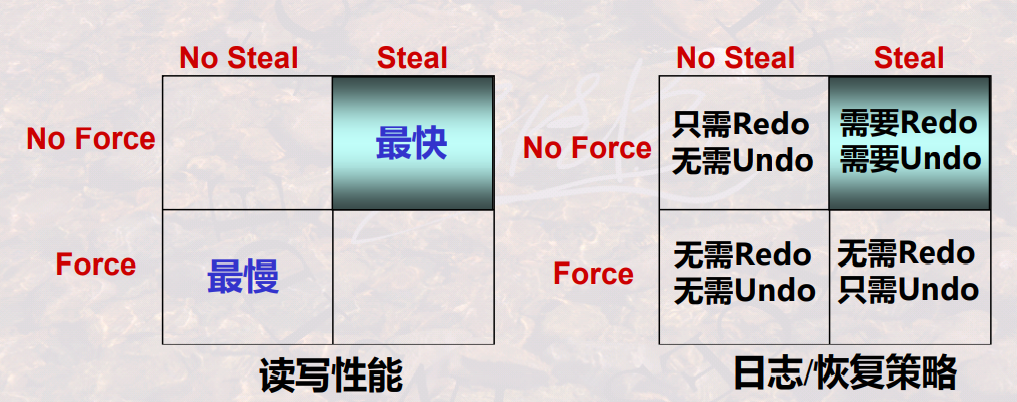 No Steal Steal
No Force 最快
Force 最慢
读写性能
No Steal Steal
No Force 只需Redo 需要Redo
无需Undo 需要Undo
Force 无需Redo 无需Redo
无需Undo 只需Undo
日志/恢复策略